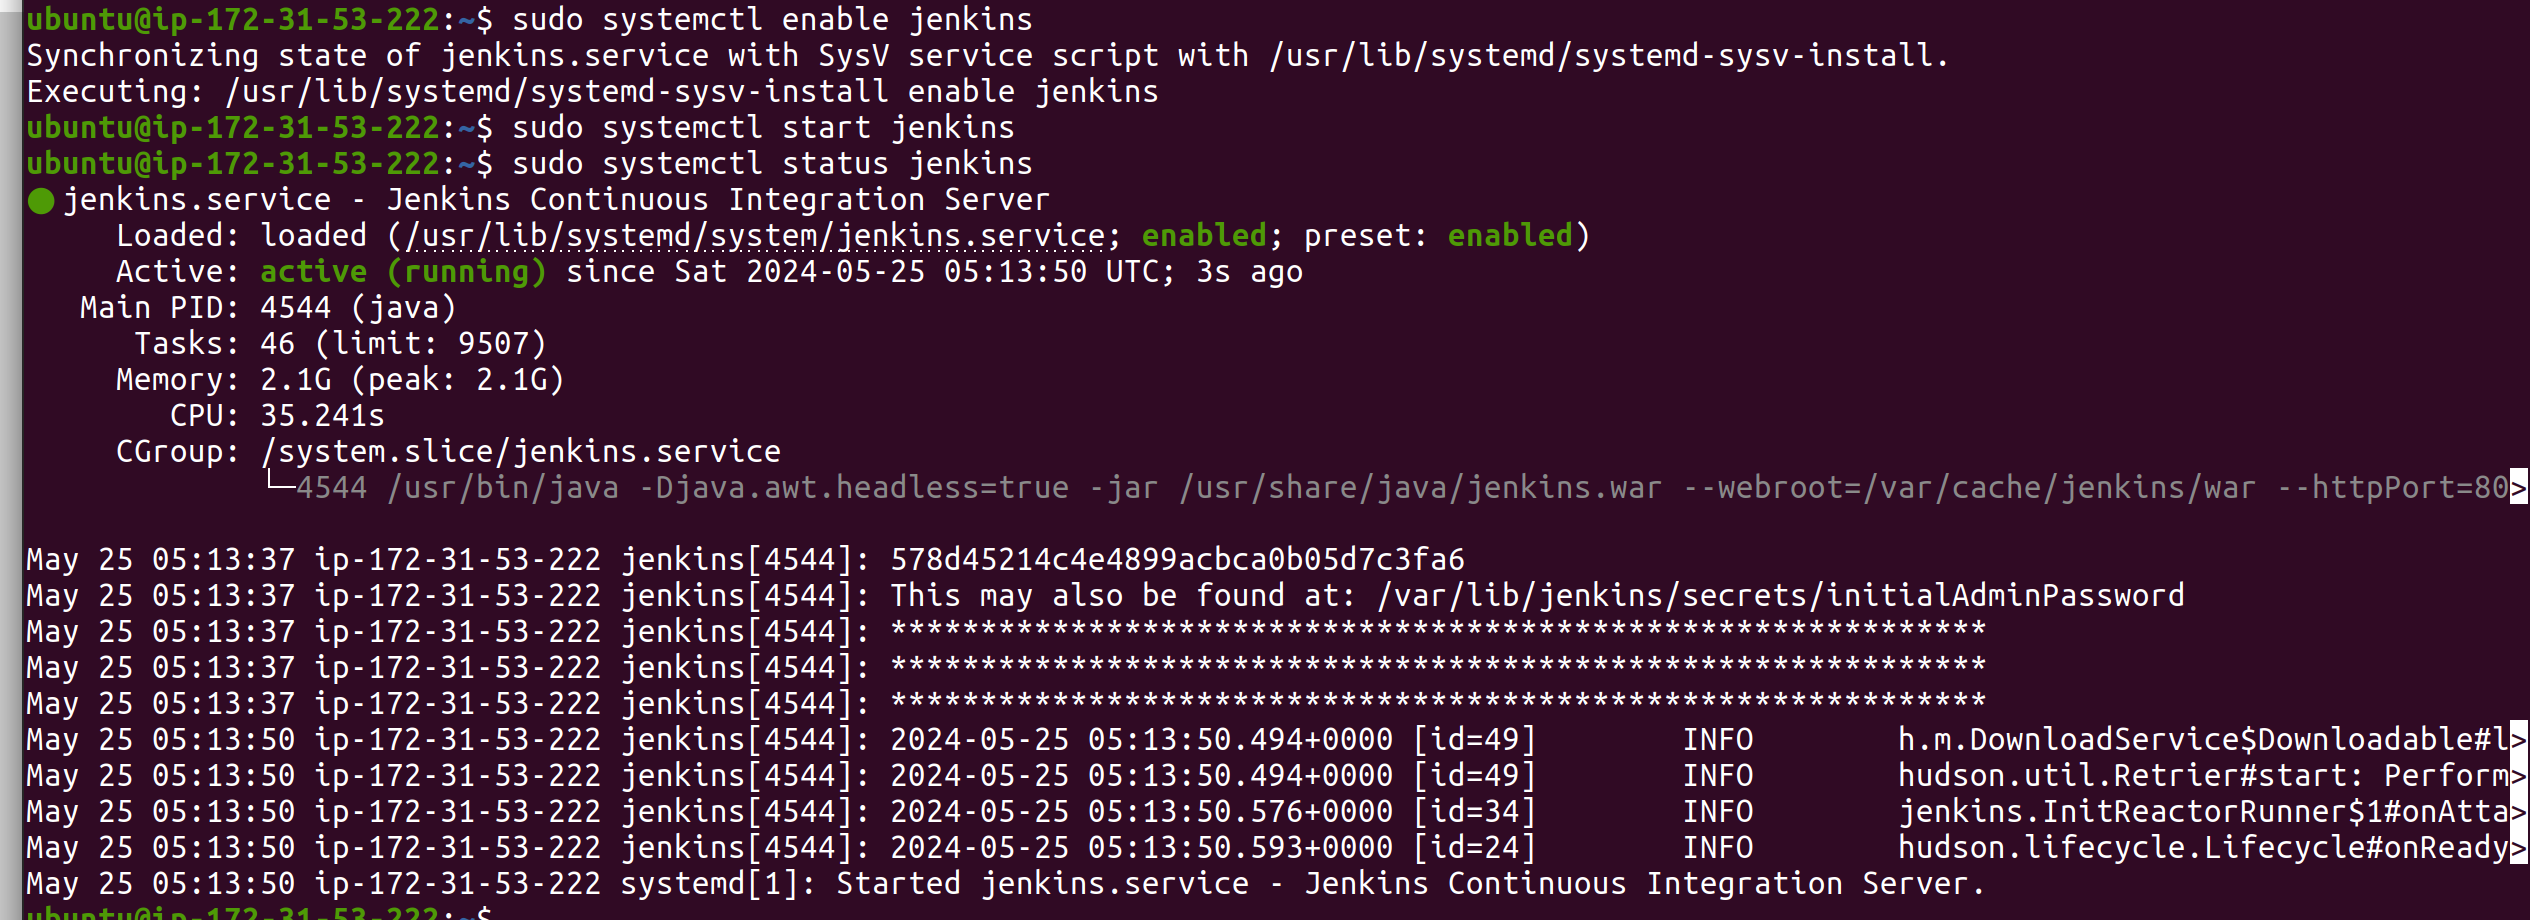 ubuntu@ip-172-31-53-222:~$ sudo systemctl enable jenkins
Synchronizing state of jenkins.service with SysV service script with /usr/lib/systemd/systemd-sysv-install.
Executing: /usr/lib/systemd/systemd-sysv-install enable jenkins
ubuntu@ip-172-31-53-222:~$ sudo systemctl start jenkins
ubuntu@ip-172-31-53-222:~$ sudo systemctl status jenkins
● jenkins.service - Jenkins Continuous Integration Server
     Loaded: loaded (/usr/lib/systemd/system/jenkins.service; enabled; preset: enabled)
     Active: active (running) since Sat 2024-05-25 05:13:50 UTC; 3s ago
   Main PID: 4544 (java)
      Tasks: 46 (limit: 9507)
     Memory: 2.1G (peak: 2.1G)
        CPU: 35.241s
     CGroup: /system.slice/jenkins.service
             └─4544 /usr/bin/java -Djava.awt.headless=true -jar /usr/share/java/jenkins.war --webroot=/var/cache/jenkins/war --httpPort=80>
May 25 05:13:37 ip-172-31-53-222 jenkins[4544]: 578d45214c4e4899acbca0b05d7c3fa6
May 25 05:13:37 ip-172-31-53-222 jenkins[4544]: This may also be found at: /var/lib/jenkins/secrets/initialAdminPassword
May 25 05:13:37 ip-172-31-53-222 jenkins[4544]: *************************************************************
May 25 05:13:37 ip-172-31-53-222 jenkins[4544]: *************************************************************
May 25 05:13:37 ip-172-31-53-222 jenkins[4544]: *************************************************************
May 25 05:13:50 ip-172-31-53-222 jenkins[4544]: 2024-05-25 05:13:50.494+0000 [id=49]        INFO        h.m.DownloadService$Downloadable#l>
May 25 05:13:50 ip-172-31-53-222 jenkins[4544]: 2024-05-25 05:13:50.494+0000 [id=49]        INFO        hudson.util.Retrier#start: Perform>
May 25 05:13:50 ip-172-31-53-222 jenkins[4544]: 2024-05-25 05:13:50.576+0000 [id=34]        INFO        jenkins.InitReactorRunner$1#onAtta>
May 25 05:13:50 ip-172-31-53-222 jenkins[4544]: 2024-05-25 05:13:50.593+0000 [id=24]        INFO        hudson.lifecycle.Lifecycle#onReady>
May 25 05:13:50 ip-172-31-53-222 systemd[1]: Started jenkins.service - Jenkins Continuous Integration Server.
ubuntu@ip-172-31-53-222:~$